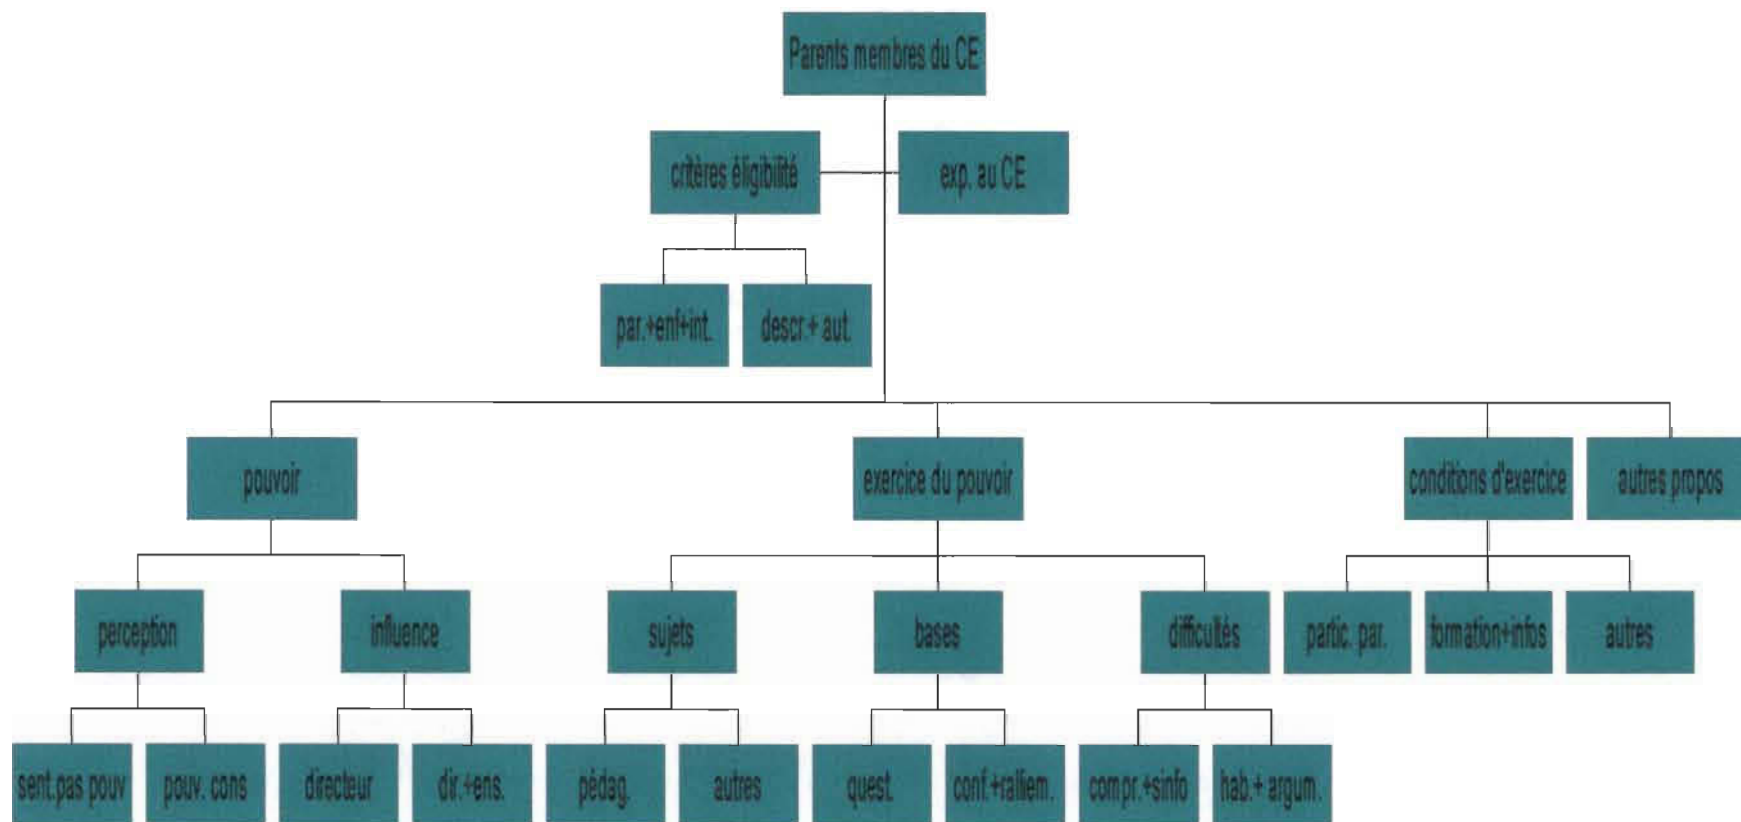 Parents membres du CE
critères éligibilité
exp. au CE
par.+enf+int.
descr.+ aut.
pouvoir
exercice du pouvoir
conditions d'exercice
autres propos
perception
influence
sujets
bases
difficultés
partic. par.
formation+infos
autres
sent.pas pouv
pouv. cons
directeur
dir.+ens.
pédag.
autres
quest.
conf.+ralliem.
compr.+sinfo
hab.+ argum.